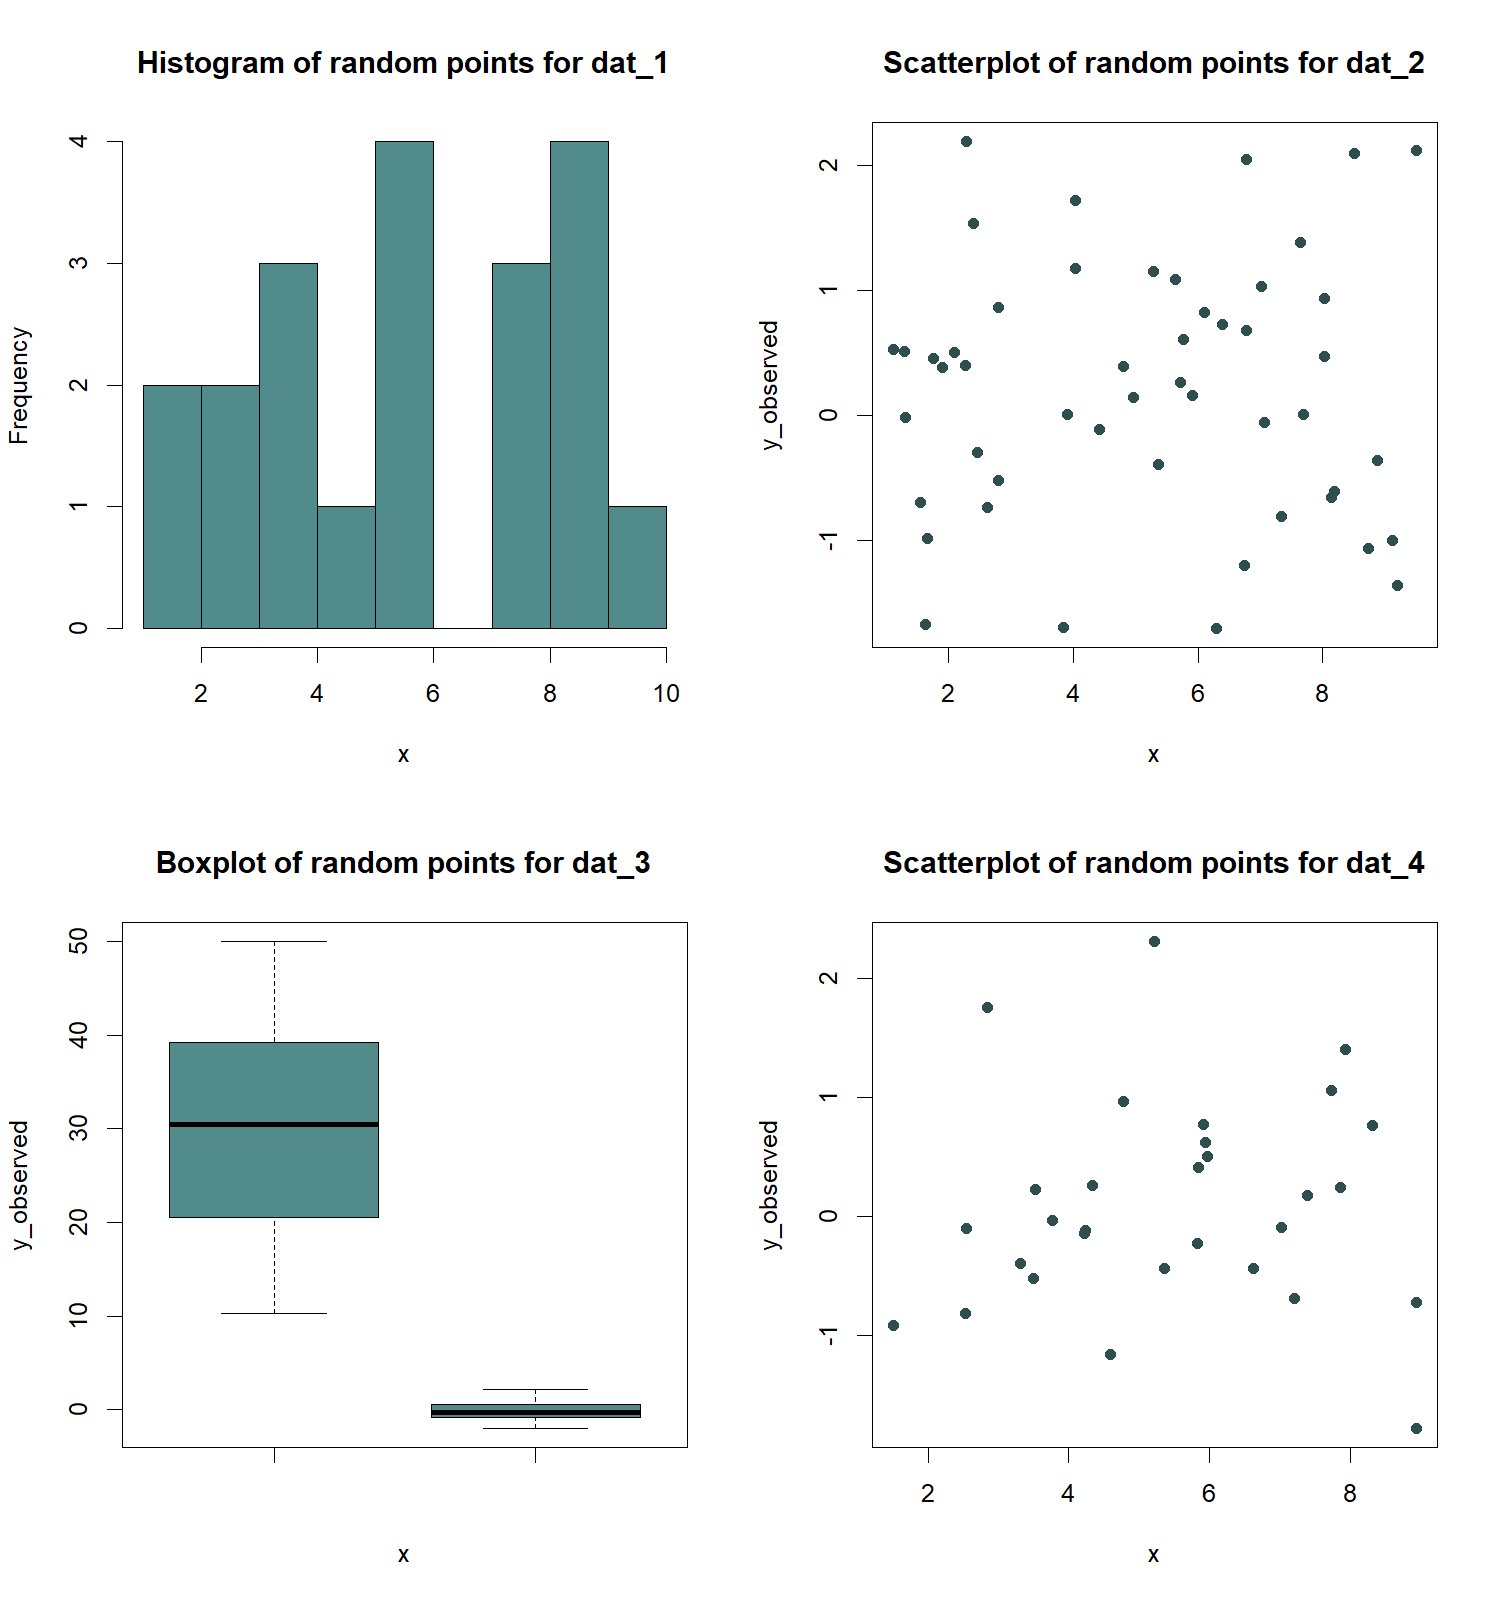 Histogram of random points for dat_1
Frequency
4
3
2
1
0
2 4 6 8 10
x
Scatterplot of random points for dat_2
y_observed
2
1
0
-1
2 4 6 8
x
Boxplot of random points for dat_3
y_observed
50
40
30
20
10
0
x
Scatterplot of random points for dat_4
y_observed
2
1
0
-1
2 4 6 8
x